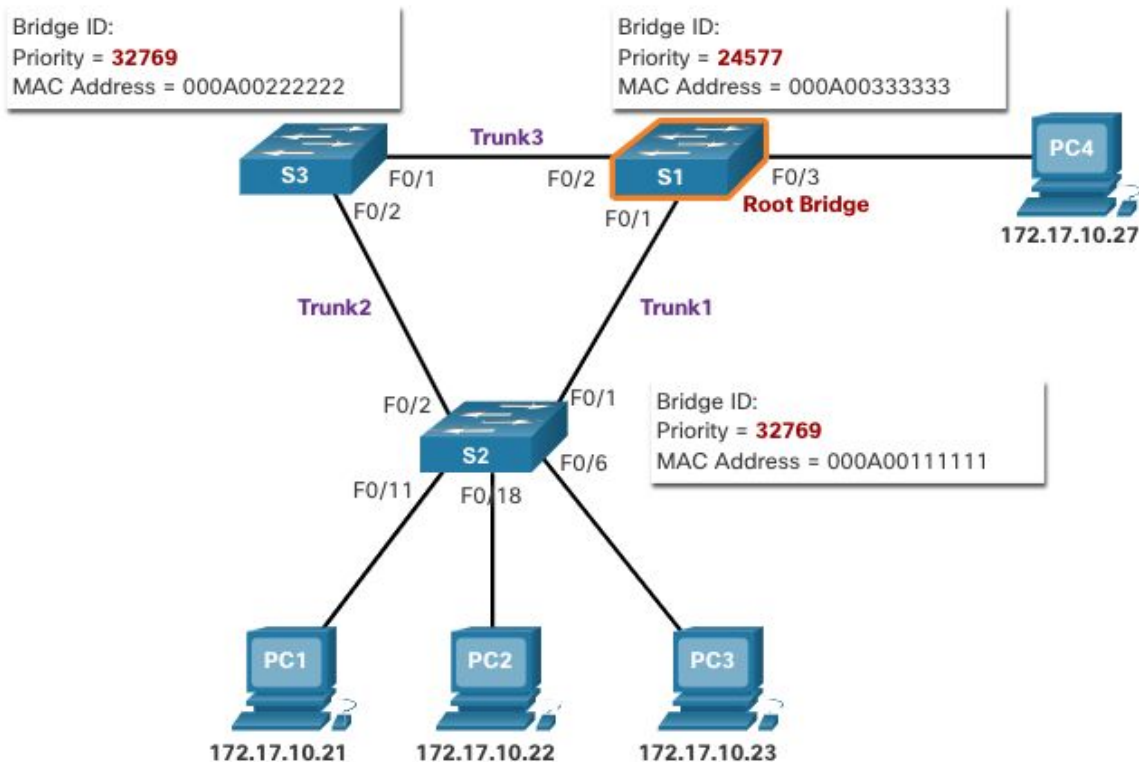 Bridge ID:
Priority = 32769
MAC Address = 000A00222222
Bridge ID:
Priority = 24577
MAC Address = 000A00333333
Trunk3
S3
F0/1
F0/2
S1
F0/3
PC4
F0/2
F0/1
Root Bridge
172.17.10.27
Trunk2
Trunk1
F0/2
F0/1
S2
F0/6
Bridge ID:
Priority = 32769
MAC Address = 000A00111111
F0/11
F0/18
PC1
PC2
PC3
172.17.10.21
172.17.10.22
172.17.10.23